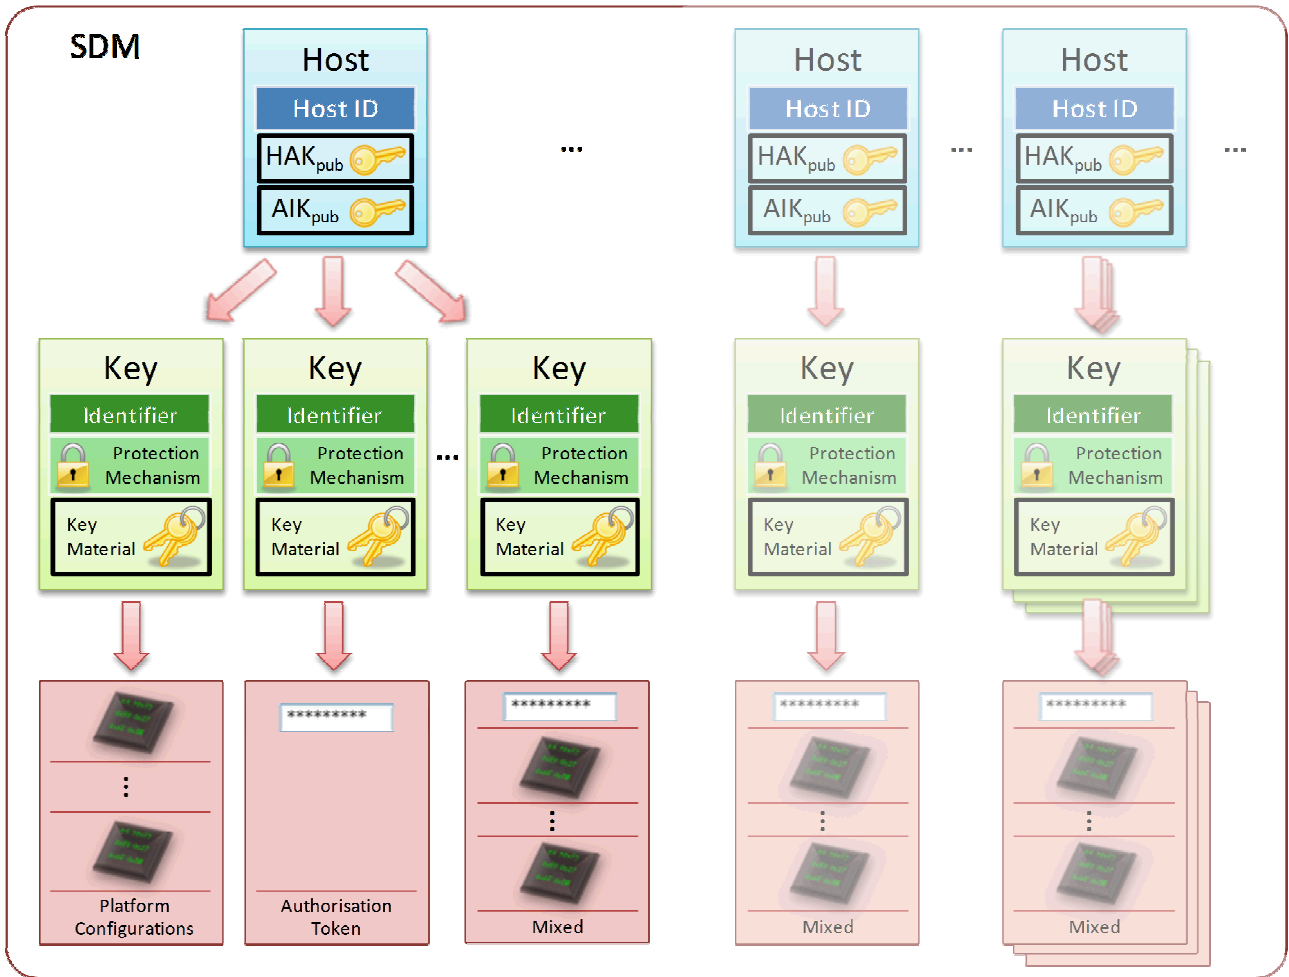 SDM
Host
Host ID
HAKpub
AIKpub
...
Host
Host ID
HAKpub
AIKpub
...
Host
Host ID
HAKpub
AIKpub
...
Key
Identifier
Protection
Mechanism
Key
Material
Key
Identifier
Protection
Mechanism
Key
Material
...
Key
Identifier
Protection
Mechanism
Key
Material
Key
Identifier
Protection
Mechanism
Key
Material
Key
Identifier
Protection
Mechanism
Key
Material
Platform
Configurations
*********
Authorisation
Token
*********
Mixed
*********
Mixed
*********
Mixed